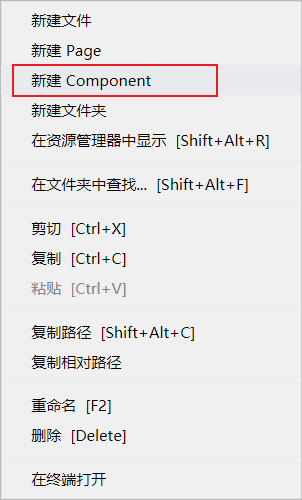 新建文件
新建 Page
新建 Component
新建文件夹
在资源管理器中显示 [Shift+Alt+R]
在文件夹中查找... [Shift+Alt+F]
剪切 [Ctrl+X]
复制 [Ctrl+C]
粘贴 [Ctrl+V]
复制路径 [Shift+Alt+C]
复制相对路径
重命名 [F2]
删除 [Delete]
在终端打开